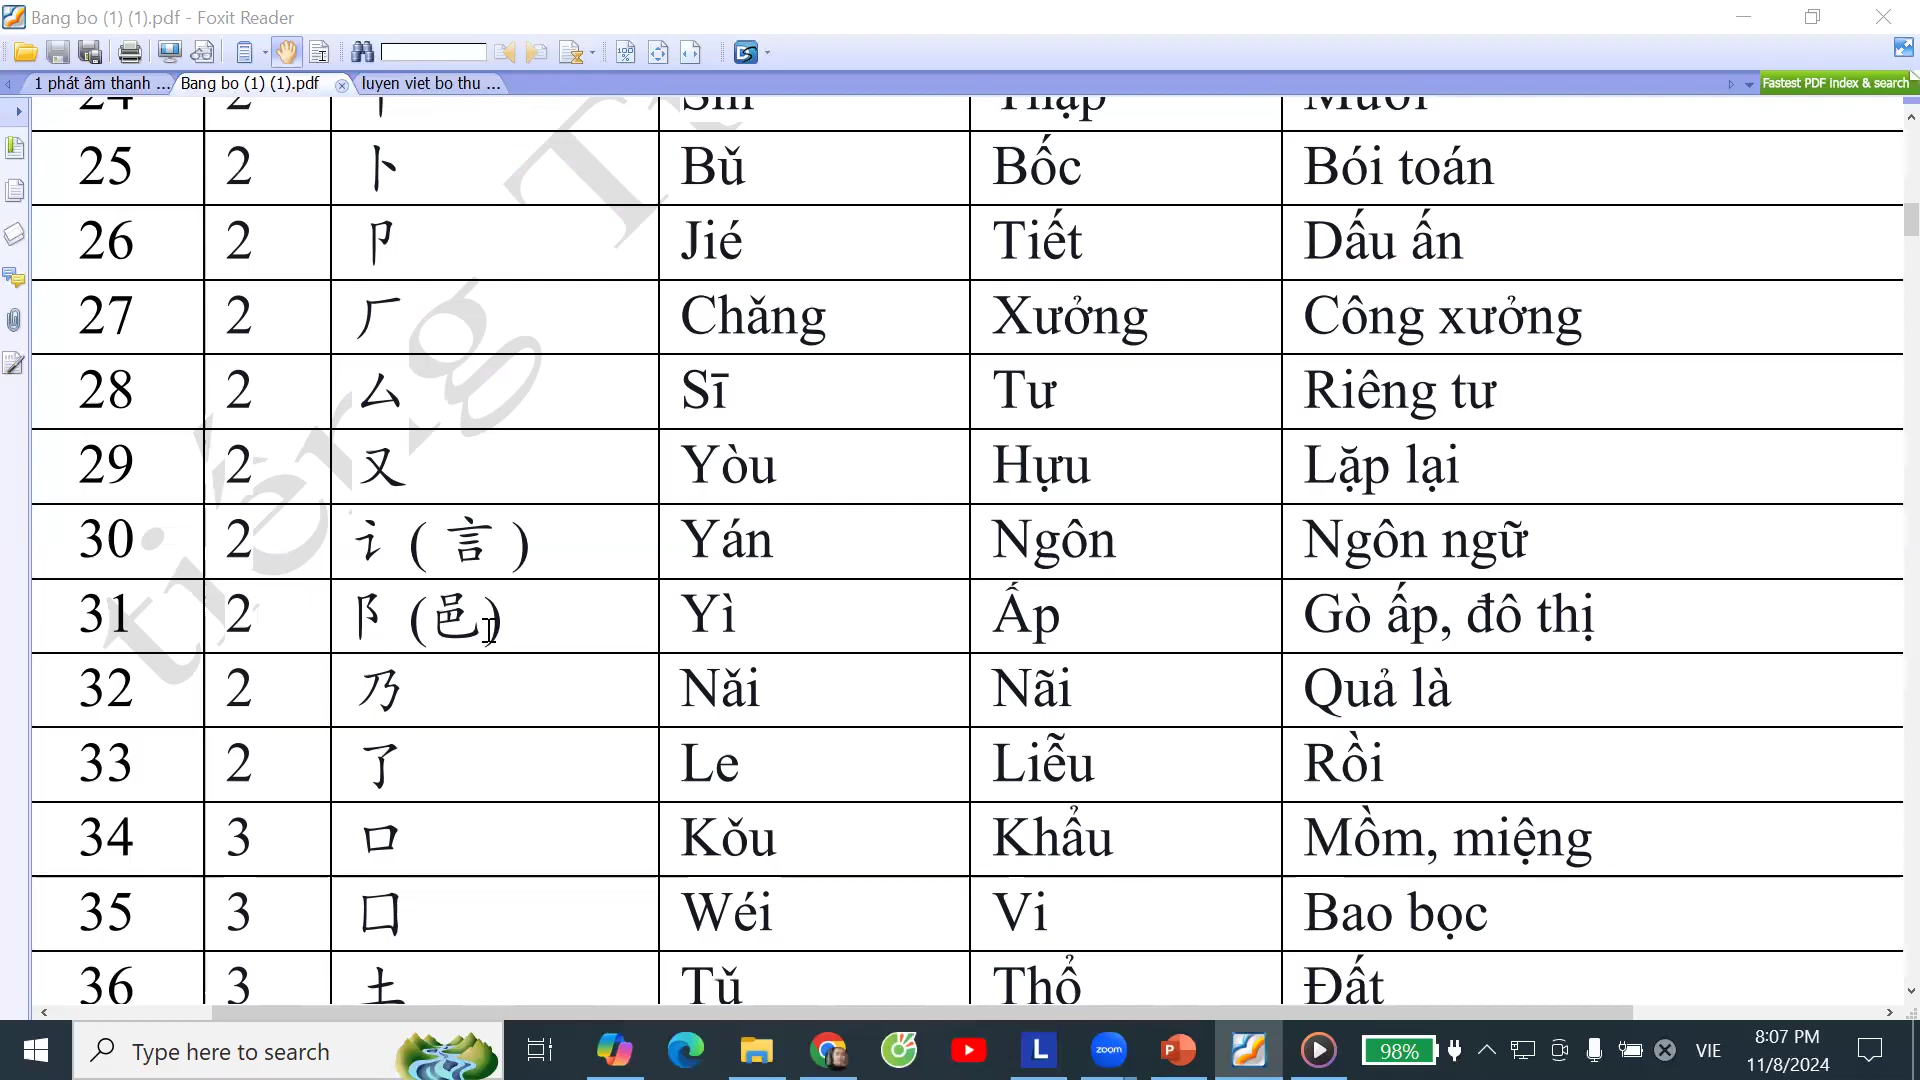 Bang bo (1) (1).pdf - Foxit Reader
1 phát âm thanh ... Bang bo (1) (1).pdf luyen viet bo thu ... Fastest PDF index & search
24 2 Thập Mười
25 2 卜 Bǔ Bốc Bói toán
26 2 卩 Jié Tiết Dấu ấn
27 2 厂 Chǎng Xưởng Công xưởng
28 2 厶 Sī Tư Riêng tư
29 2 又 Yòu Hựu Lặp lại
30 2 讠( 言 ) Yán Ngôn Ngôn ngữ
31 2 阝 (邑) Yì Ấp Gò ấp, đô thị
32 2 乃 Nǎi Nãi Quả là
33 2 了 Le Liễu Rồi
34 3 口 Kǒu Khẩu Mồm, miệng
35 3 囗 Wéi Vi Bao bọc
36 3 土 Tǔ Thổ Đất
tiếng T
Type here to search
L zoom P 98% VIE 8:07 PM
11/8/2024